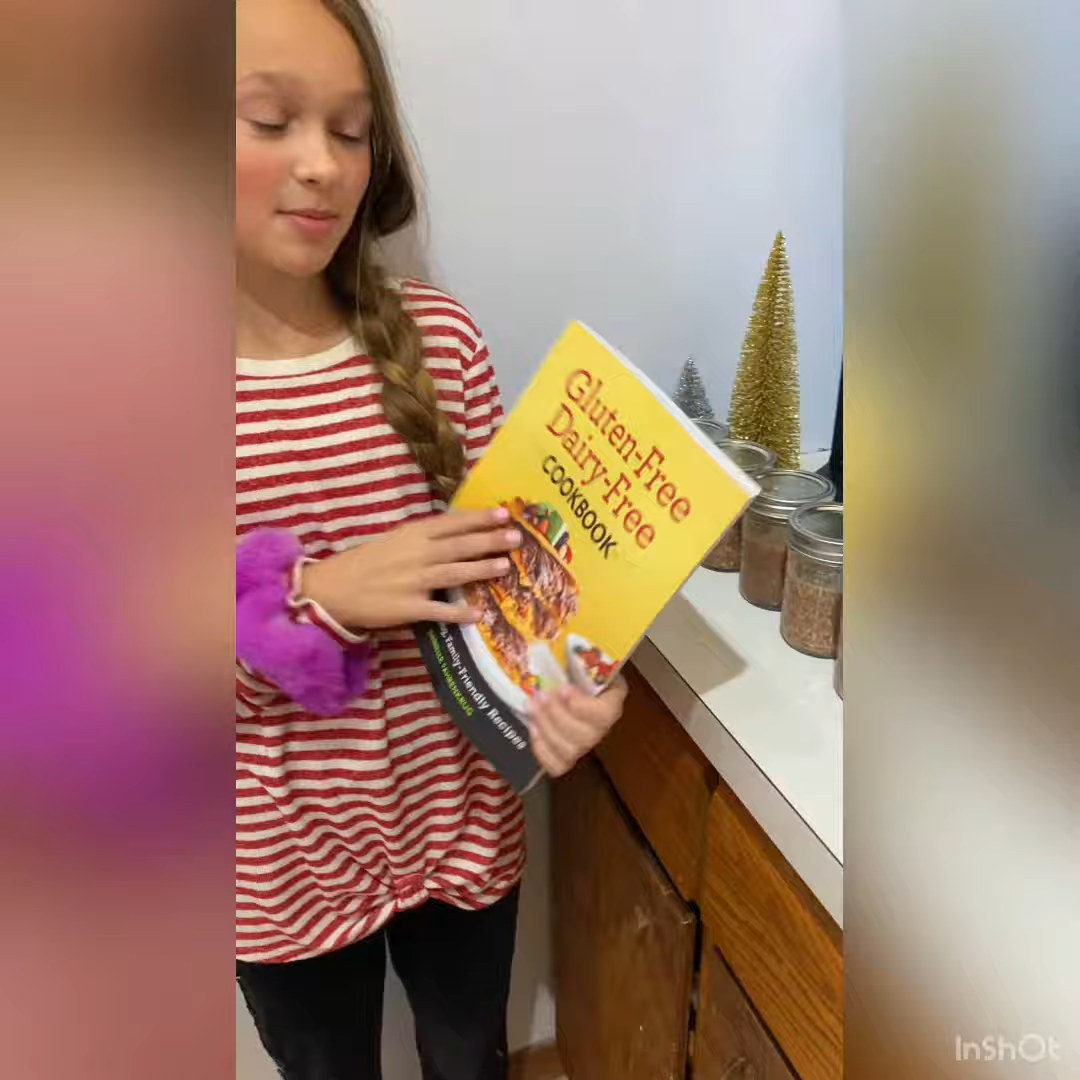 Gluten-Free
Dairy-Free
COOKBOOK
Family-Friendly Recipes
InShOt